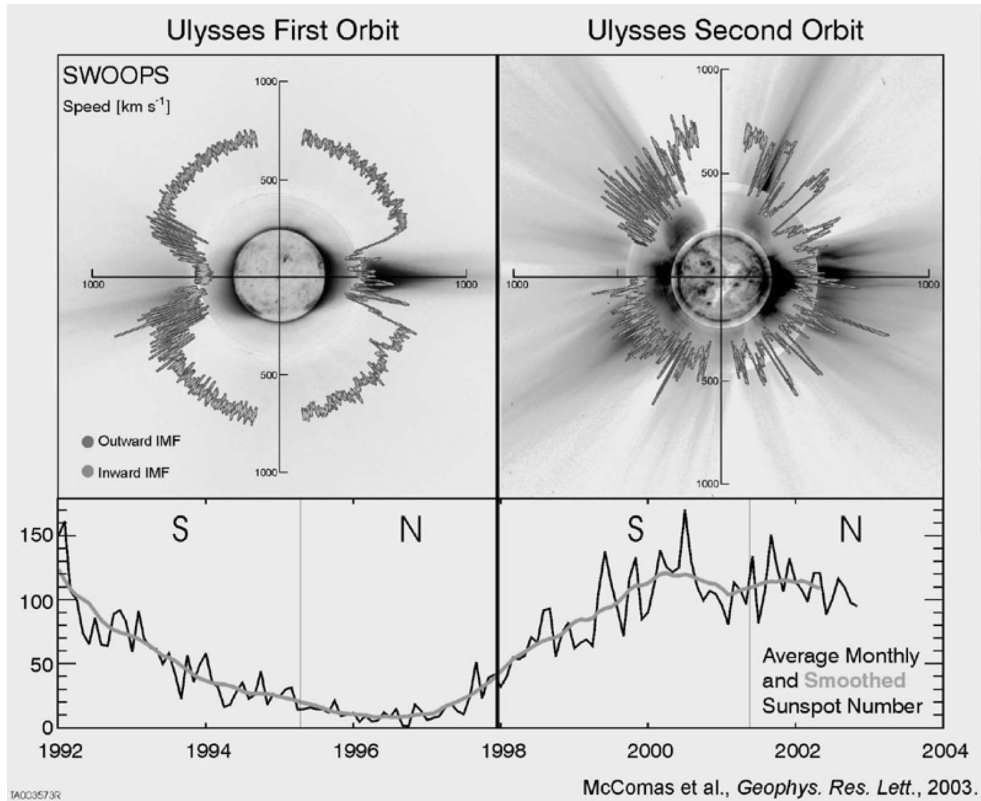 Ulysses First Orbit
Ulysses Second Orbit
SWOOPS
Speed [km s⁻¹]
1000
500
1000
1000
500
1000
Outward IMF
Inward IMF
1000
500
1000
1000
500
1000
150
100
50
0
S
N
S
N
Average Monthly
and Smoothed
Sunspot Number
1992
1994
1996
1998
2000
2002
2004
McComas et al., Geophys. Res. Lett., 2003.
TA003573R